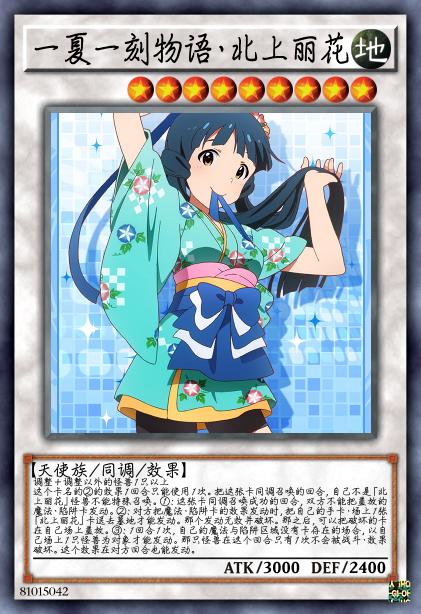 一夏一刻物语·北上丽花
地
【天使族/同调/效果】
调整+调整以外的怪兽1只以上
这个卡名的②的效果1回合只能使用1次。把这张卡同调召唤的回合，自己不是「北
上丽花」怪兽不能特殊召唤。①：这张卡同调召唤成功的回合，双方不能把盖放的
魔法·陷阱卡发动。②：对方把魔法·陷阱卡的效果发动时，把自己的手卡·场上1张
「北上丽花」卡送去墓地才能发动。那个发动无效并破坏。那之后，可以把破坏的卡
在自己场上盖放。③：1回合1次，自己的魔法与陷阱区域没有卡存在的场合，以自
己场上1只怪兽为对象才能发动。那只怪兽在这个回合只有1次不会被战斗·效果
破坏。这个效果在对方回合也能发动。
ATK/3000 DEF/2400
81015042